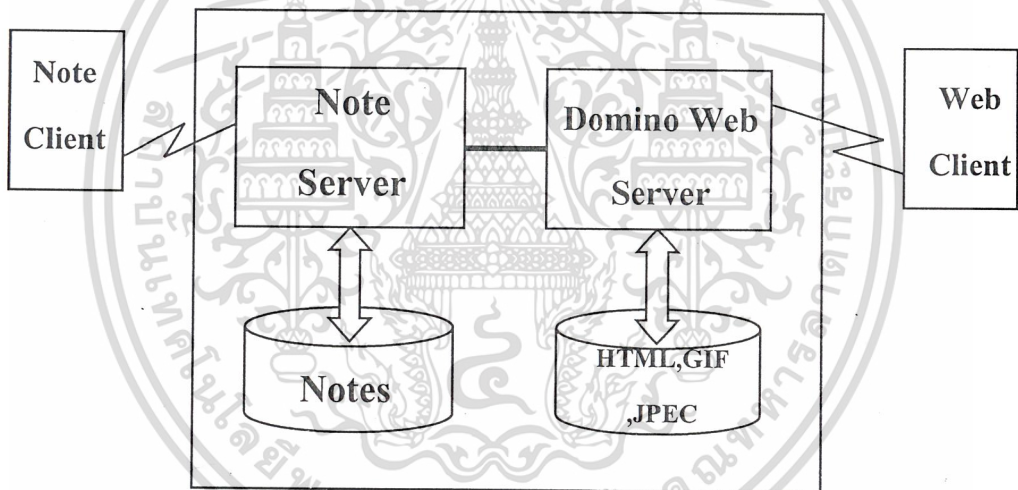 Note
Client
Note
Server
Domino Web
Server
Web
Client
Notes
HTML,GIF
,JPEC